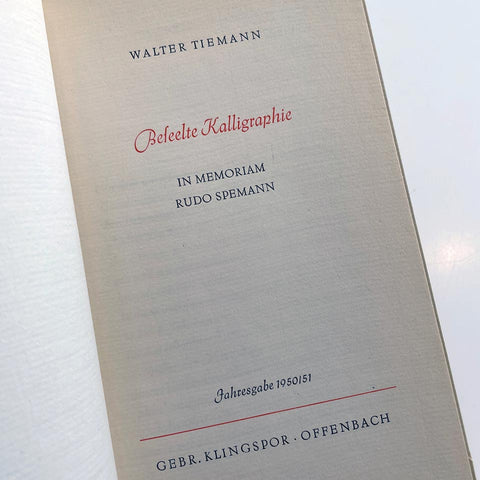 WALTER TIEMANN
Beſeelte Kalligraphie
IN MEMORIAM
RUDO SPEMANN
Jahresgabe 1950/51
GEBR. KLINGSPOR · OFFENBACH